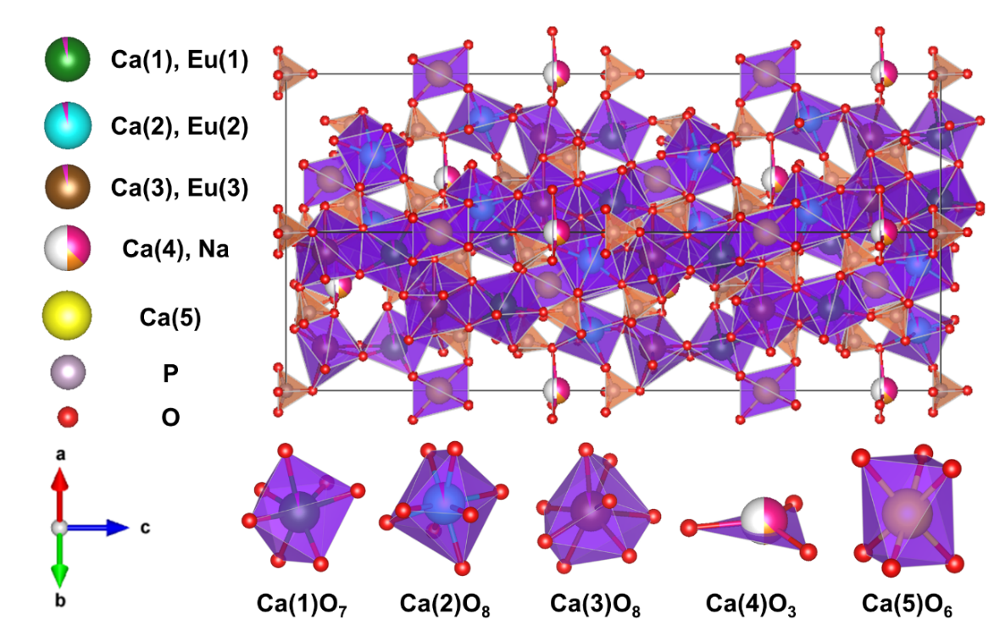 Ca(1), Eu(1)
Ca(2), Eu(2)
Ca(3), Eu(3)
Ca(4), Na
Ca(5)
P
O
a
c
b
Ca(1)O₇
Ca(2)O₈
Ca(3)O₈
Ca(4)O₃
Ca(5)O₆